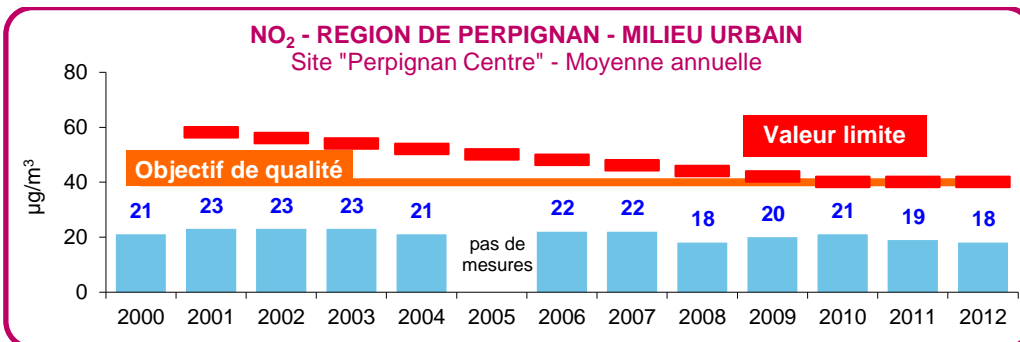 NO₂ - REGION DE PERPIGNAN - MILIEU URBAIN
Site "Perpignan Centre" - Moyenne annuelle
µg/m³
80
60
40
20
0
Valeur limite
Objectif de qualité
21 23 23 23 21 22 22 18 20 21 19 18
pas de
mesures
2000 2001 2002 2003 2004 2005 2006 2007 2008 2009 2010 2011 2012